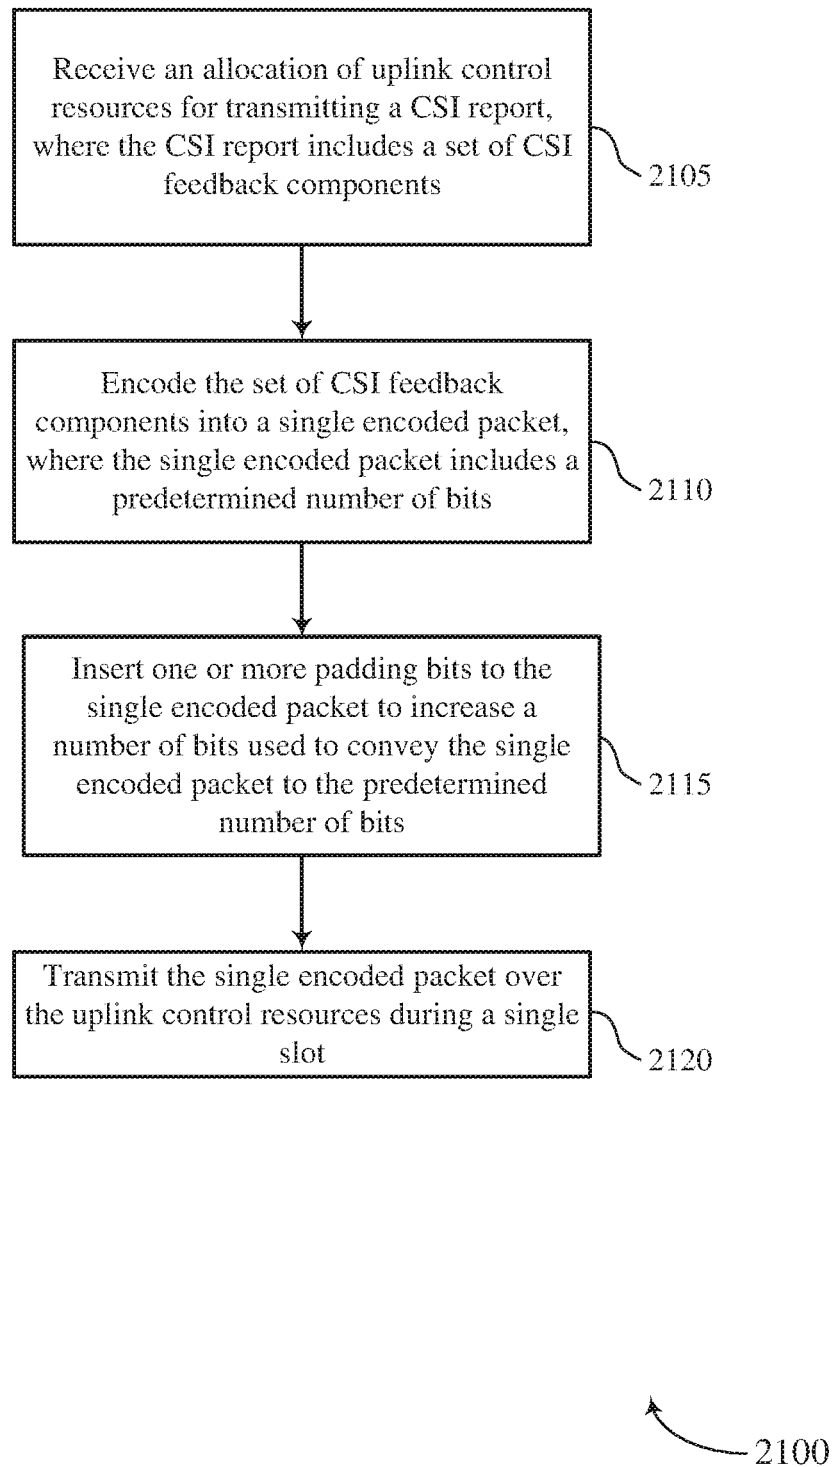 Receive an allocation of uplink control
resources for transmitting a CSI report,
where the CSI report includes a set of CSI
feedback components
2105
Encode the set of CSI feedback
components into a single encoded packet,
where the single encoded packet includes a
predetermined number of bits
2110
Insert one or more padding bits to the
single encoded packet to increase a
number of bits used to convey the single
encoded packet to the predetermined
number of bits
2115
Transmit the single encoded packet over
the uplink control resources during a single
slot
2120
2100